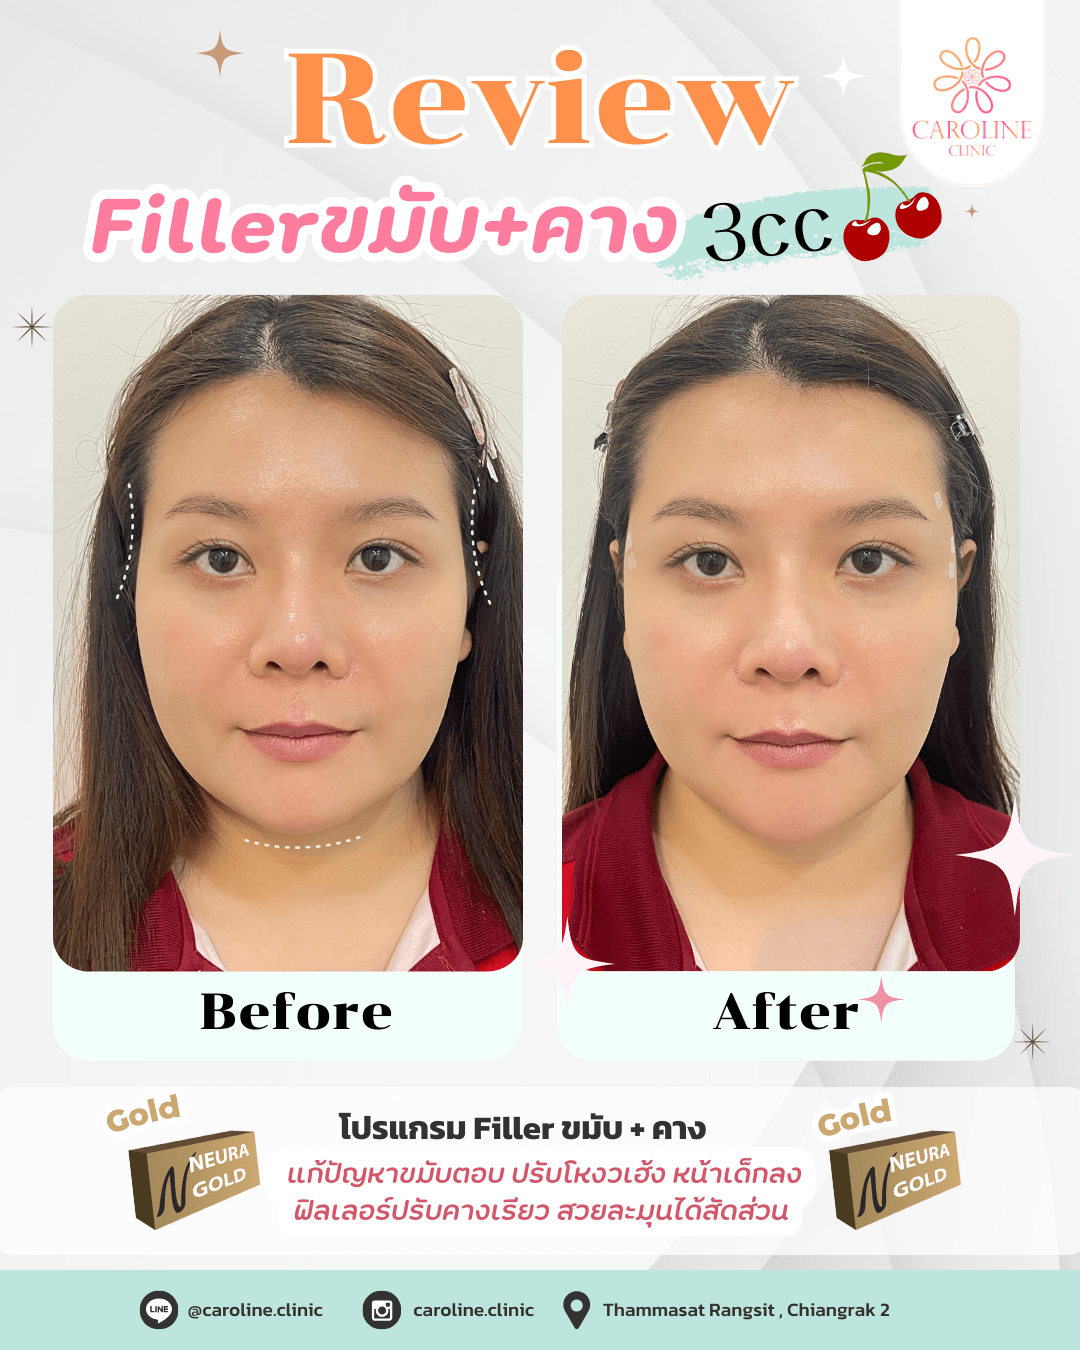 Review
CAROLINE
CLINIC
Fillerขมับ+คาง 3cc
Before
After
Gold
NEURA
GOLD
โปรแกรม Filler ขมับ + คาง
แก้ปัญหาขมับตอบ ปรับโหงวเฮ้ง หน้าเด็กลง
ฟิลเลอร์ปรับคางเรียว สวยละมุนได้สัดส่วน
Gold
NEURA
GOLD
LINE @caroline.clinic
caroline.clinic
Thammasat Rangsit , Chiangrak 2